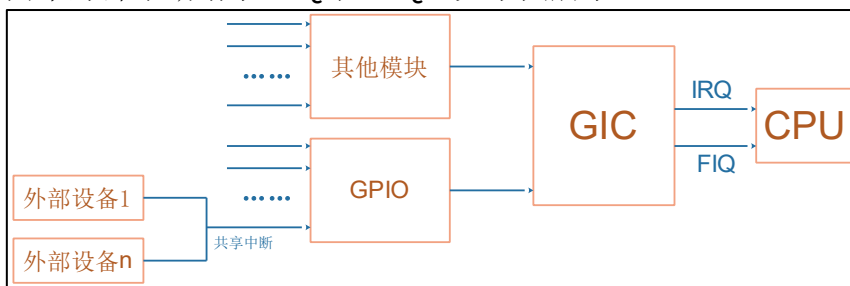 其他模块
……
IRQ
GIC
CPU
FIQ
GPIO
……
外部设备1
共享中断
外部设备n